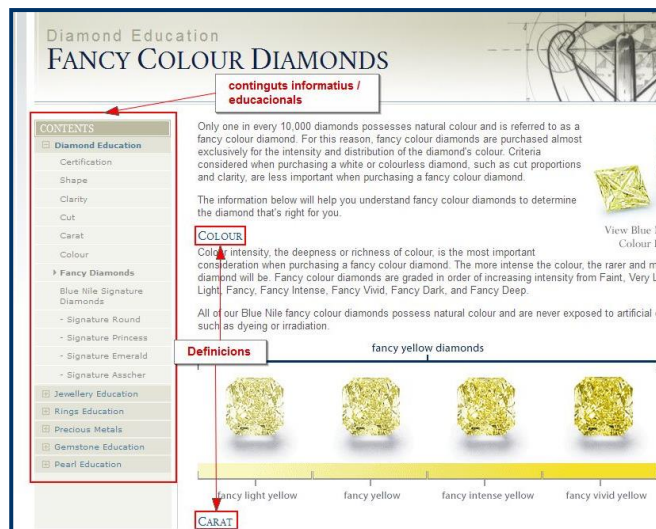 Diamond Education
FANCY COLOUR DIAMONDS
continguts informatius /
educacionals
CONTENTS
Diamond Education
Certification
Shape
Clarity
Cut
Carat
Colour
Fancy Diamonds
Blue Nile Signature
Diamonds
- Signature Round
- Signature Princess
- Signature Emerald
- Signature Asscher
Jewellery Education
Rings Education
Precious Metals
Gemstone Education
Pearl Education
Only one in every 10,000 diamonds possesses natural colour and is referred to as a
fancy colour diamond. For this reason, fancy colour diamonds are purchased almost
exclusively for the intensity and distribution of the diamond's colour. Criteria
considered when purchasing a white or colourless diamond, such as cut proportions
and clarity, are less important when purchasing a fancy colour diamond.
The information below will help you understand fancy colour diamonds to determine
the diamond that's right for you.
View Blue
Colour
COLOUR
Colour intensity, the deepness or richness of colour, is the most important
consideration when purchasing a fancy colour diamond. The more intense the colour, the rarer and m
diamond will be. Fancy colour diamonds are graded in order of increasing intensity from Faint, Very L
Light, Fancy, Fancy Intense, Fancy Vivid, Fancy Dark, and Fancy Deep.
All of our Blue Nile fancy colour diamonds possess natural colour and are never exposed to artificial
such as dyeing or irradiation.
Definicions
fancy yellow diamonds
fancy light yellow
fancy yellow
fancy intense yellow
fancy vivid yellow
CARAT